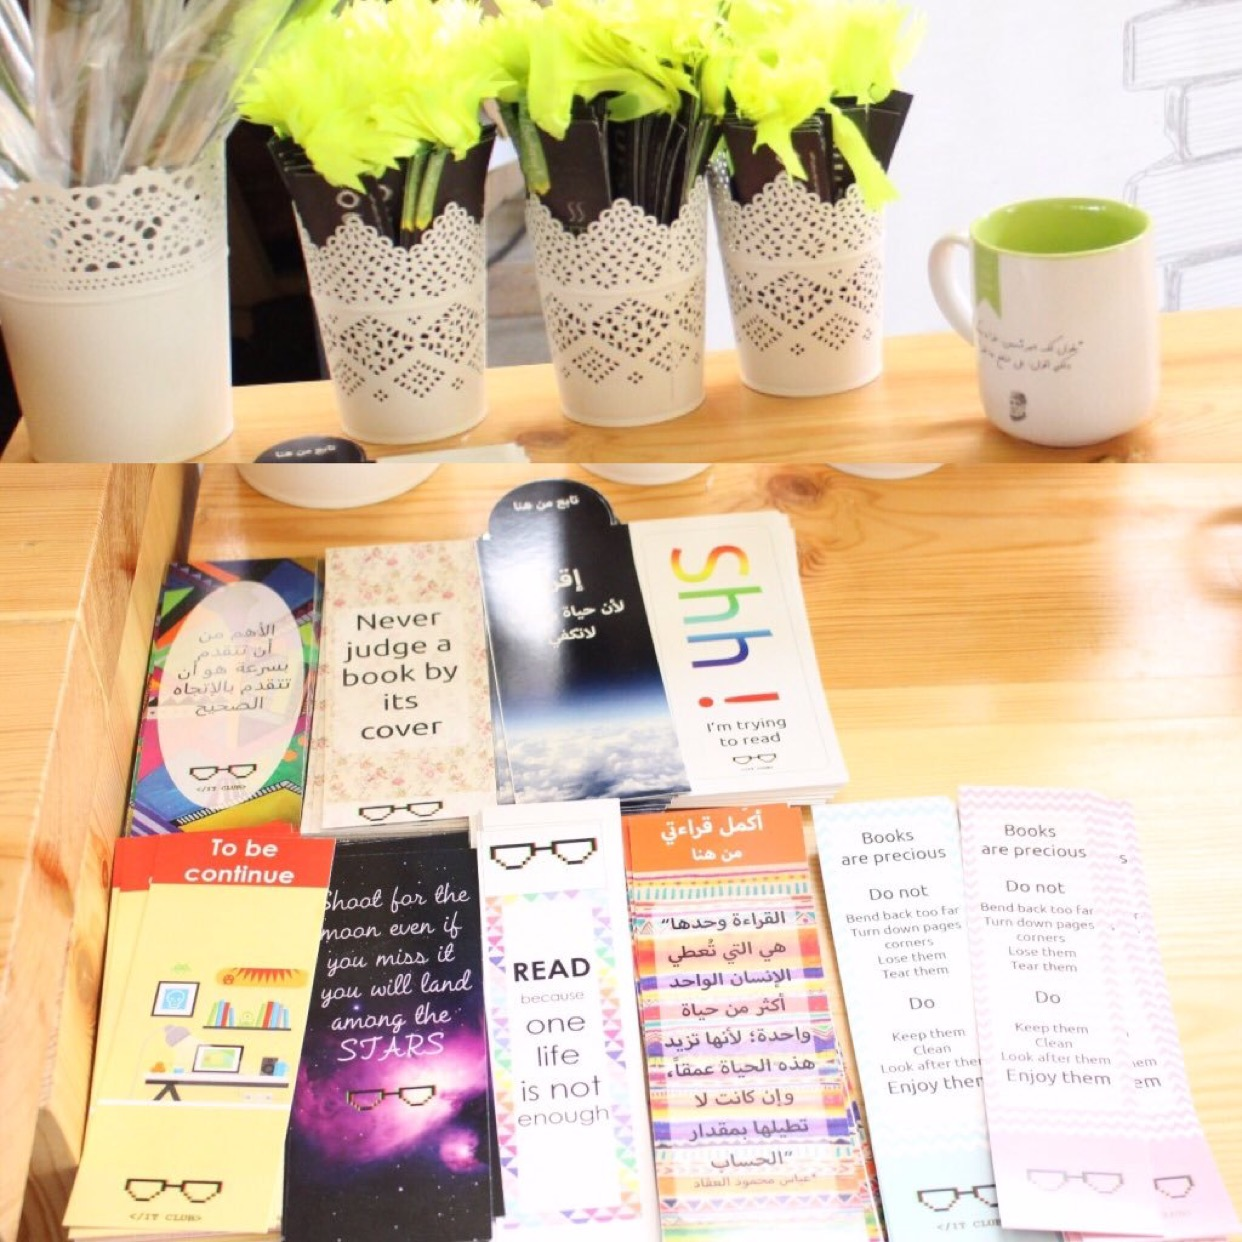 تابع من هنا
تابع من هنا
الأهم من
أن تتقدم
بسرعة هو أن
تتقدم بالإتجاه
الصحيح
</IT CLUB>
Never
judge a
book by
its
cover
لأن حياة
لاتكفي
Shh !
I'm trying
to read
To be
continue
</IT CLUB>
Shoot for the
moon even if
you miss it
you will land
among the
STARS
READ
because
one
life
is not
enough
أكمل قراءتي
من هنا
"القراءة وحدها
هي التي تُعطي
الإنسان الواحد
أكثر من حياة
واحدة؛ لأنها تزيد
هذه الحياة عمقاً،
وإن كانت لا
تطيلها بمقدار
الحساب"
عباس محمود العقاد
Books
are precious
Do not
Bend back too far
Turn down pages
corners
Lose them
Tear them
Do
Keep them
Clean
Look after them
Enjoy them
</IT CLUB>
Books
are precious
Do not
Bend back too far
Turn down pages
corners
Lose them
Tear them
Do
Keep them
Clean
Look after them
Enjoy them